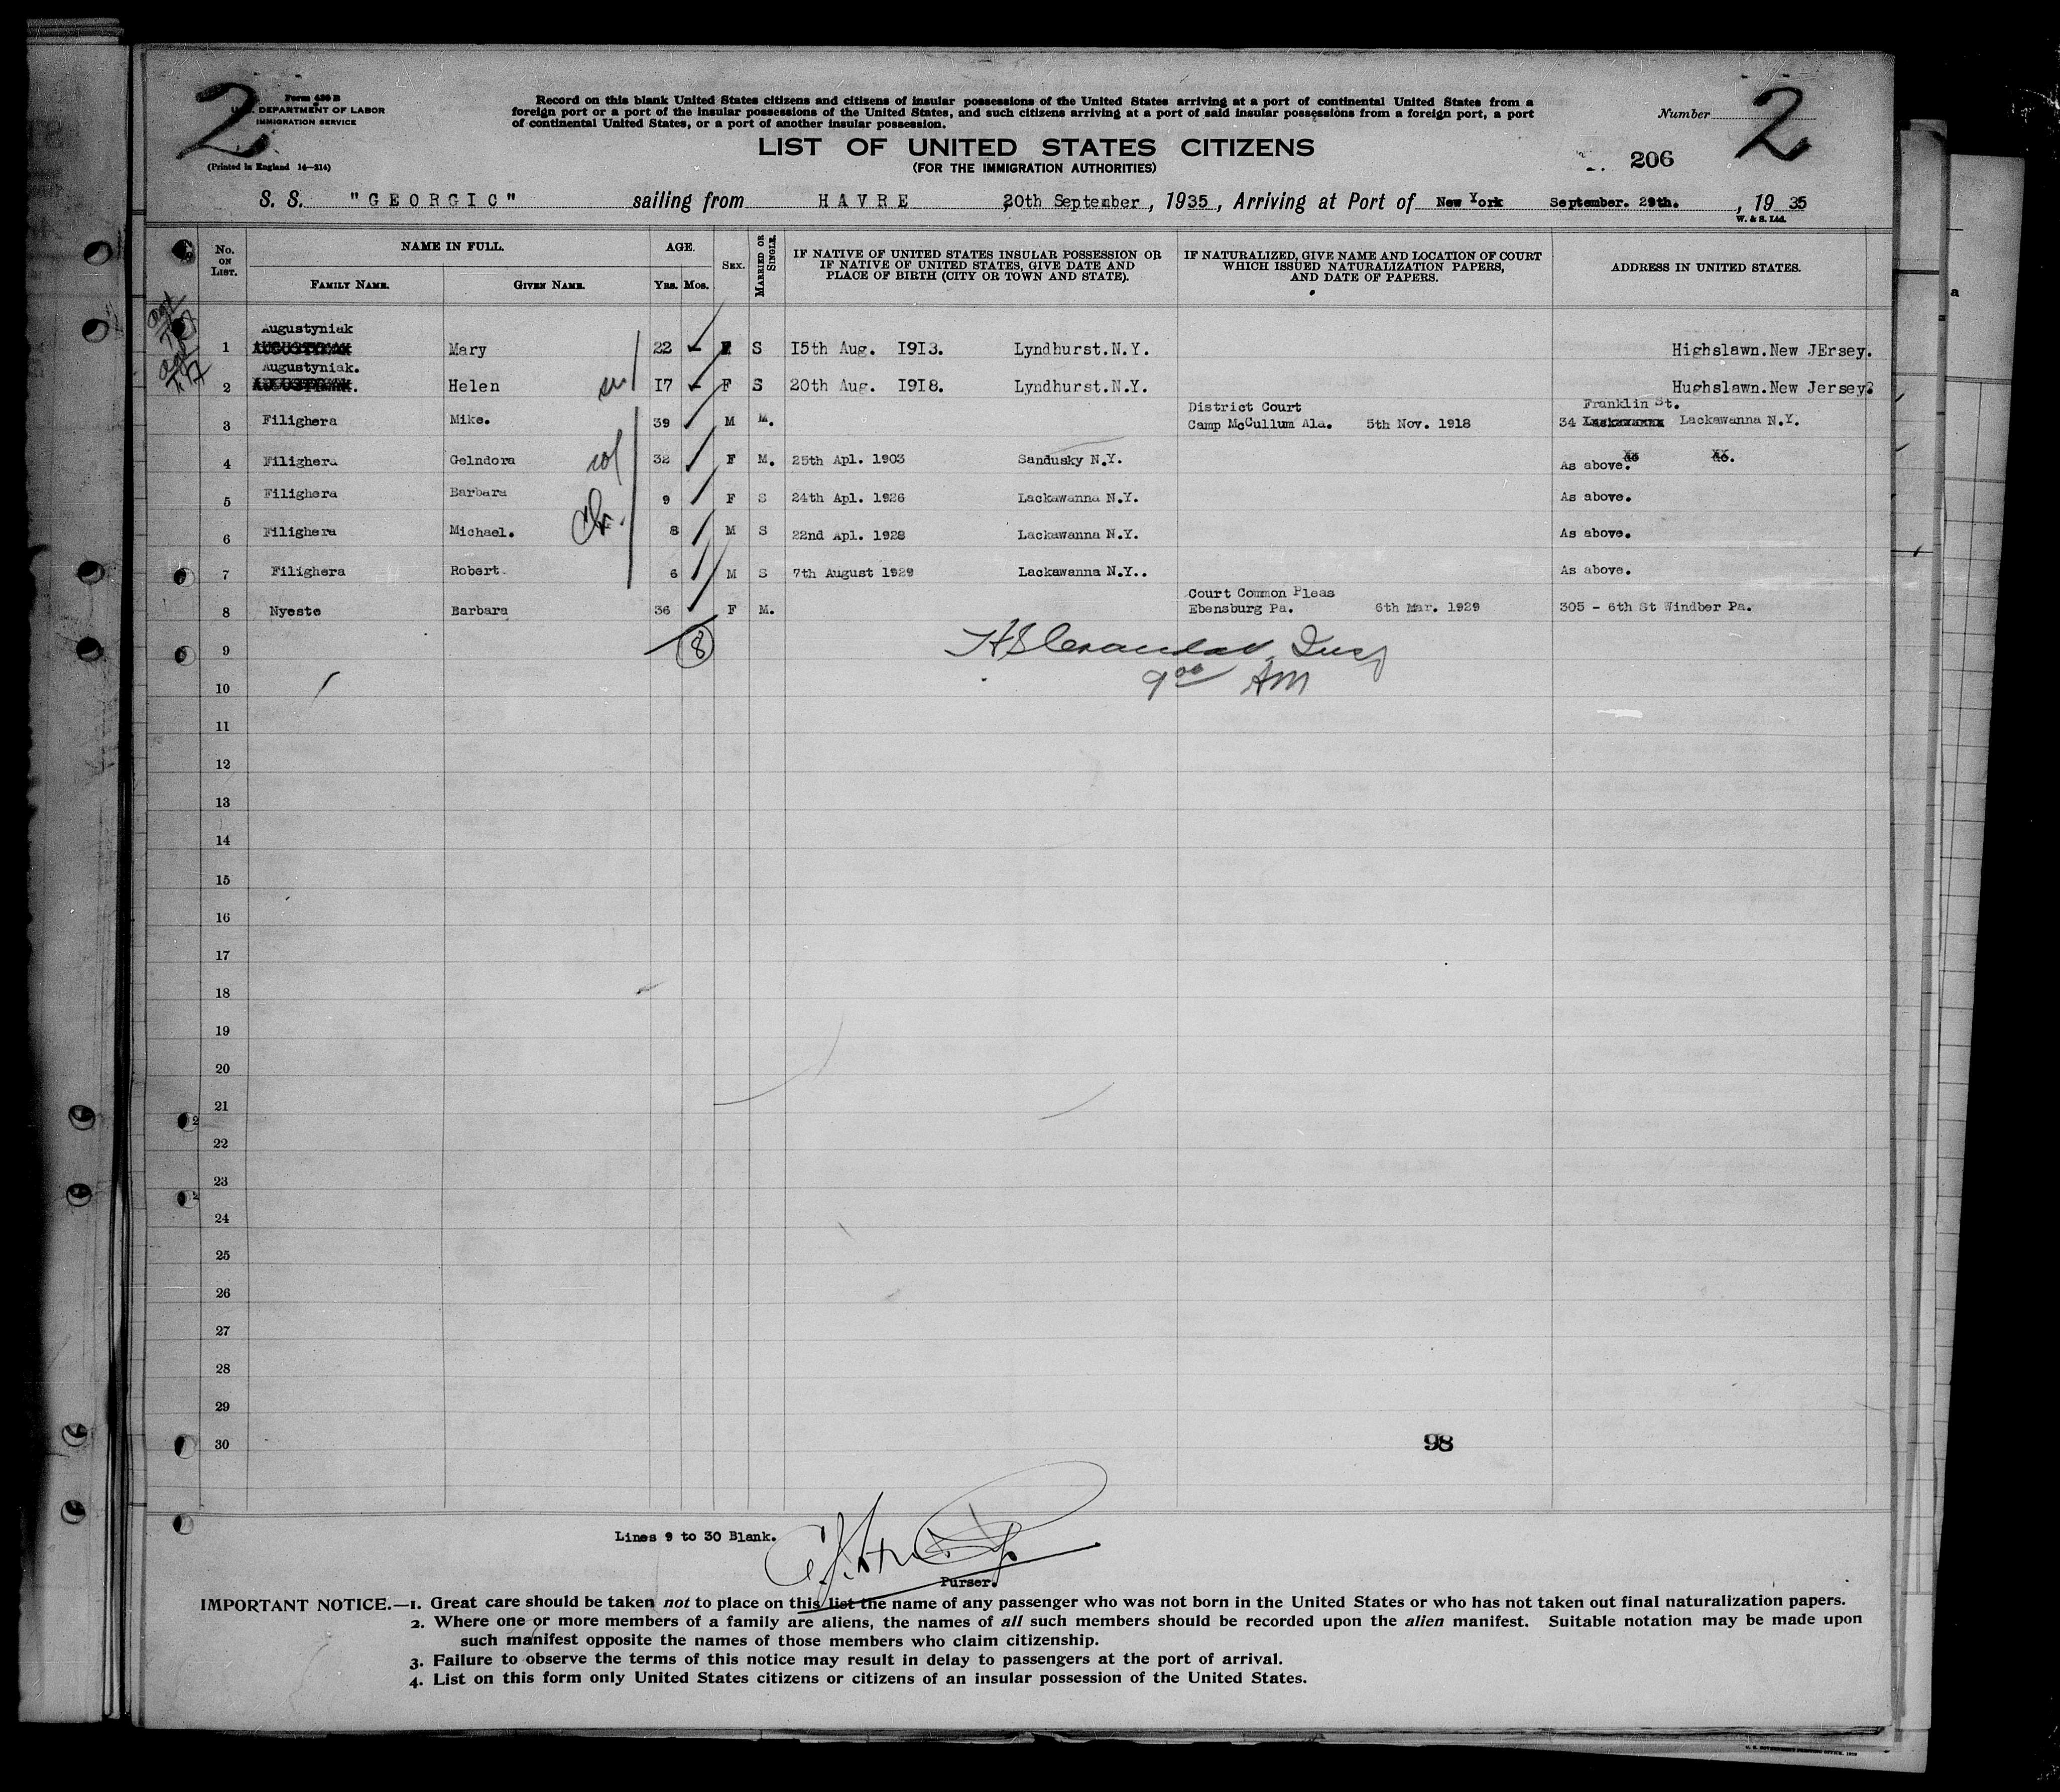 2
Form 430 B
U.S. DEPARTMENT OF LABOR
IMMIGRATION SERVICE
(Printed in England 14—214)
Record on this blank United States citizens and citizens of insular possessions of the United States arriving at a port of continental United States from a
foreign port or a port of the insular possessions of the United States, and such citizens arriving at a port of said insular possessions from a foreign port, a port
of continental United States, or a port of another insular possession.
Number 2
LIST OF UNITED STATES CITIZENS
(FOR THE IMMIGRATION AUTHORITIES)
206
S. S. "GEORGIC" sailing from HAVRE 20th September, 1935, Arriving at Port of New York September. 29th., 1935
W. & S. Ltd.
No. ON LIST. NAME IN FULL. AGE. SEX. MARRIED OR SINGLE. IF NATIVE OF UNITED STATES INSULAR POSSESSION OR IF NATIVE OF UNITED STATES, GIVE DATE AND PLACE OF BIRTH (CITY OR TOWN AND STATE). IF NATURALIZED, GIVE NAME AND LOCATION OF COURT WHICH ISSUED NATURALIZATION PAPERS, AND DATE OF PAPERS. ADDRESS IN UNITED STATES.
FAMILY NAME. GIVEN NAME. Yrs. Mos.
Augustyniak
1 Mary 22 F S 15th Aug. 1913. Lyndhurst.N.Y. Highslawn.New JErsey.
Augustyniak.
2 Helen 17 F S 20th Aug. 1918. Lyndhurst.N.Y. Hughslawn.New Jersey.
District Court Franklin St.
3 Filighera Mike. 39 M M. Camp McCullum Ala. 5th Nov. 1918 34 Lackawanna Lackawanna N.Y.
4 Filighera Gelndora 32 F M. 25th Apl. 1903 Sandusky N.Y. As above.
5 Filighera Barbara 9 F S 24th Apl. 1926 Lackawanna N.Y. As above.
6 Filighera Michael. 8 M S 22nd Apl. 1928 Lackawanna N.Y. As above.
7 Filighera Robert 6 M S 7th August 1929 Lackawanna N.Y.. As above.
Court Common Pleas
8 Nyeste Barbara 36 F M. Ebensburg Pa. 6th Mar. 1929 305 - 6th St Windber Pa.
9 8
10 9 00 AM
11
12
13
14
15
16
17
18
19
20
21
22
23
24
25
26
27
28
29
30 98
Lines 9 to 30 Blank.
Purser.
IMPORTANT NOTICE.—1. Great care should be taken not to place on this list the name of any passenger who was not born in the United States or who has not taken out final naturalization papers.
2. Where one or more members of a family are aliens, the names of all such members should be recorded upon the alien manifest. Suitable notation may be made upon
such manifest opposite the names of those members who claim citizenship.
3. Failure to observe the terms of this notice may result in delay to passengers at the port of arrival.
4. List on this form only United States citizens or citizens of an insular possession of the United States.